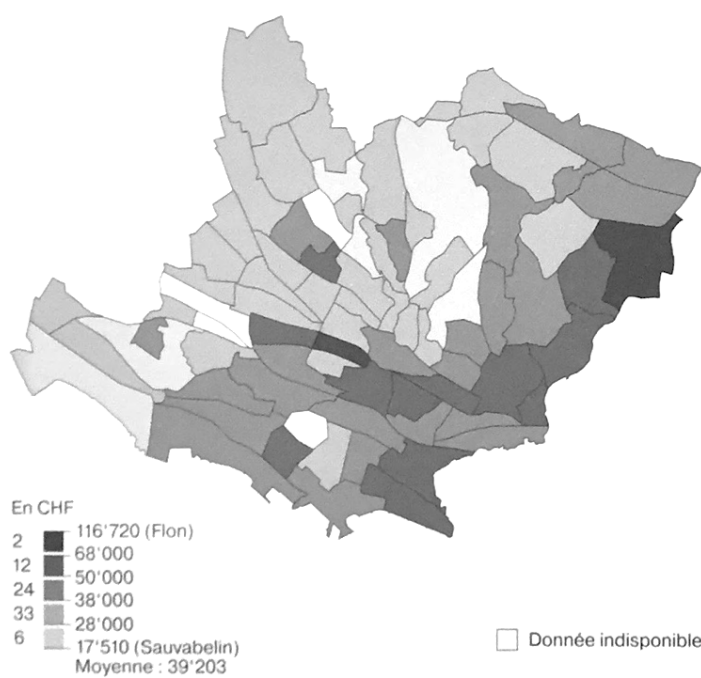 En CHF
116'720 (Flon)
2
68'000
12
50'000
24
38'000
33
28'000
6
17'510 (Sauvabelin)
Moyenne : 39'203
Donnée indisponible